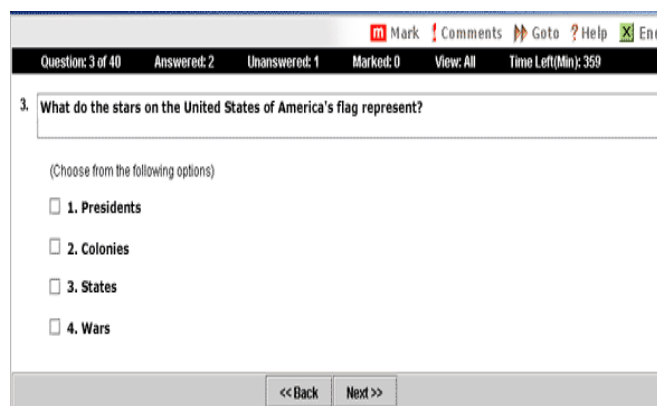 m Mark ! Comments Goto ? Help X En
Question: 3 of 40 Answered: 2 Unanswered: 1 Marked: 0 View: All Time Left(Min): 359
3. What do the stars on the United States of America's flag represent?
(Choose from the following options)
1. Presidents
2. Colonies
3. States
4. Wars
<< Back Next >>